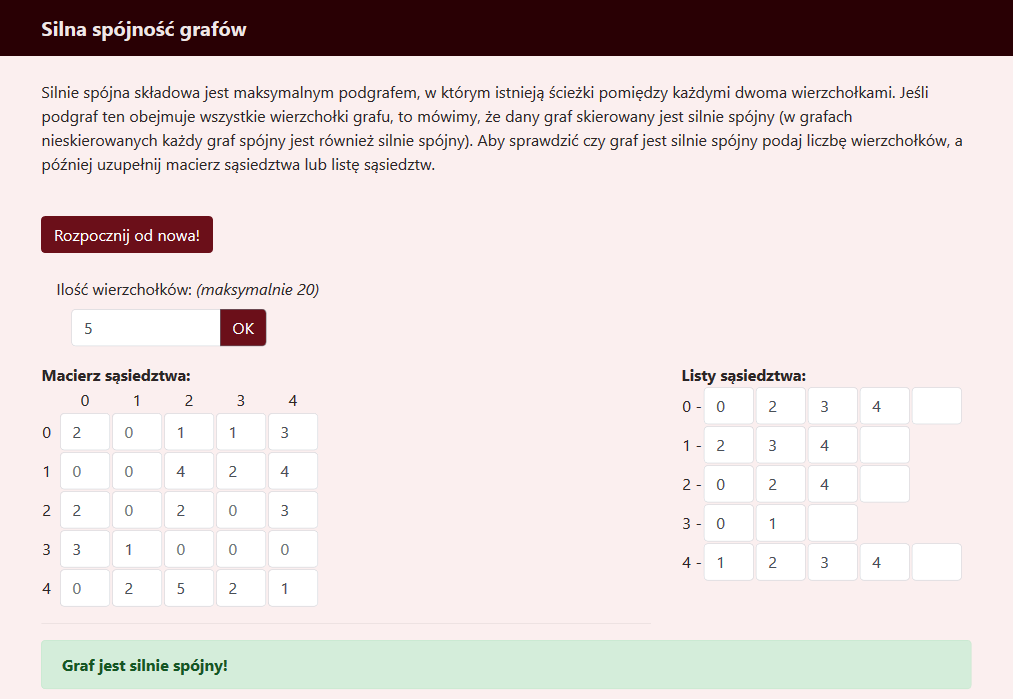 Silna spójność grafów
Silnie spójna składowa jest maksymalnym podgrafem, w którym istnieją ścieżki pomiędzy każdymi dwoma wierzchołkami. Jeśli
podgraf ten obejmuje wszystkie wierzchołki grafu, to mówimy, że dany graf skierowany jest silnie spójny (w grafach
nieskierowanych każdy graf spójny jest również silnie spójny). Aby sprawdzić czy graf jest silnie spójny podaj liczbę wierzchołków, a
później uzupełnij macierz sąsiedztwa lub listę sąsiedztw.
Rozpocznij od nowa!
Ilość wierzchołków: (maksymalnie 20)
5 OK
Macierz sąsiedztwa:
0 1 2 3 4
0 2 0 1 1 3
1 0 0 4 2 4
2 2 0 2 0 3
3 3 1 0 0 0
4 0 2 5 2 1
Listy sąsiedztwa:
0 - 0 2 3 4
1 - 2 3 4
2 - 0 2 4
3 - 0 1
4 - 1 2 3 4
Graf jest silnie spójny!